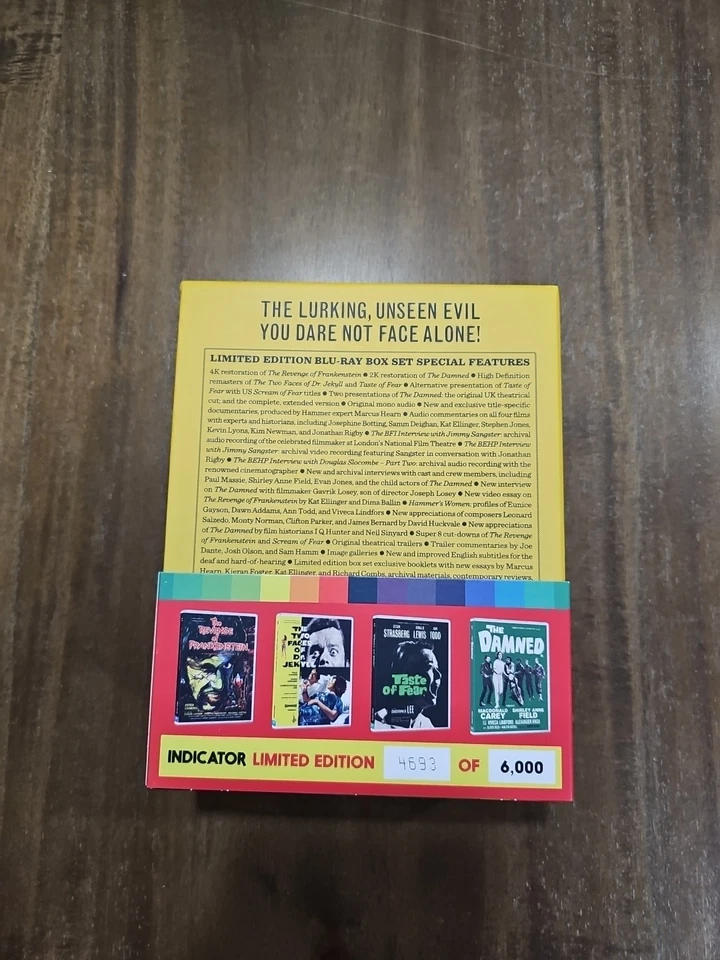 THE LURKING, UNSEEN EVIL
YOU DARE NOT FACE ALONE!
LIMITED EDITION BLU-RAY BOX SET SPECIAL FEATURES
4K restoration of The Revenge of Frankenstein ● 2K restoration of The Damned ● High Definition
remasters of The Two Faces of Dr. Jekyll and Taste of Fear ● Alternative presentation of Taste of
Fear with US Scream of Fear titles ● Two presentations of The Damned: the original UK theatrical
cut; and the complete, extended version ● Original mono audio ● New and exclusive title-specific
documentaries, produced by Hammer expert Marcus Hearn ● Audio commentaries on all four films
with experts and historians, including Josephine Botting, Samm Deighan, Kat Ellinger, Stephen Jones,
Kevin Lyons, Kim Newman, and Jonathan Rigby ● The BFI Interview with Jimmy Sangster: archival
audio recording of the celebrated filmmaker at London's National Film Theatre ● The BEHP Interview
with Jimmy Sangster: archival video recording featuring Sangster in conversation with Jonathan
Rigby ● The BEHP Interview with Douglas Slocombe – Part Two: archival audio recording with the
renowned cinematographer ● New and archival interviews with cast and crew members, including
Paul Massie, Shirley Anne Field, Evan Jones, and the child actors of The Damned ● New interview
on The Damned with filmmaker Gavrik Losey, son of director Joseph Losey ● New video essay on
The Revenge of Frankenstein by Kat Ellinger and Dima Ballin ● Hammer's Women: profiles of Eunice
Gayson, Dawn Addams, Ann Todd, and Viveca Lindfors ● New appreciations of composers Leonard
Salzedo, Monty Norman, Clifton Parker, and James Bernard by David Huckvale ● New appreciations
of The Damned by film historians I Q Hunter and Neil Sinyard ● Super 8 cut-downs of The Revenge
of Frankenstein and Scream of Fear ● Original theatrical trailers ● Trailer commentaries by Joe
Dante, Josh Olson, and Sam Hamm ● Image galleries ● New and improved English subtitles for the
deaf and hard-of-hearing ● Limited edition box set exclusive booklets with new essays by Marcus
Hearn, Kieran Foster, Kat Ellinger, and Richard Combs, archival materials, contemporary reviews,
The
REVENGE
of
FRANKENSTEIN
STRASBERG
LEWIS
TODD
Taste
of Fear
LEE
THE
DAMNED
MACDONALD
CAREY
SHIRLEY ANNE
FIELD
INDICATOR LIMITED EDITION 4693 OF 6,000